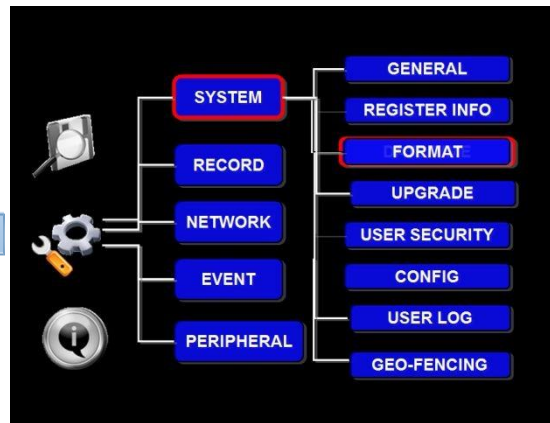 SYSTEM
RECORD
NETWORK
EVENT
PERIPHERAL
GENERAL
REGISTER INFO
FORMAT
UPGRADE
USER SECURITY
CONFIG
USER LOG
GEO-FENCING